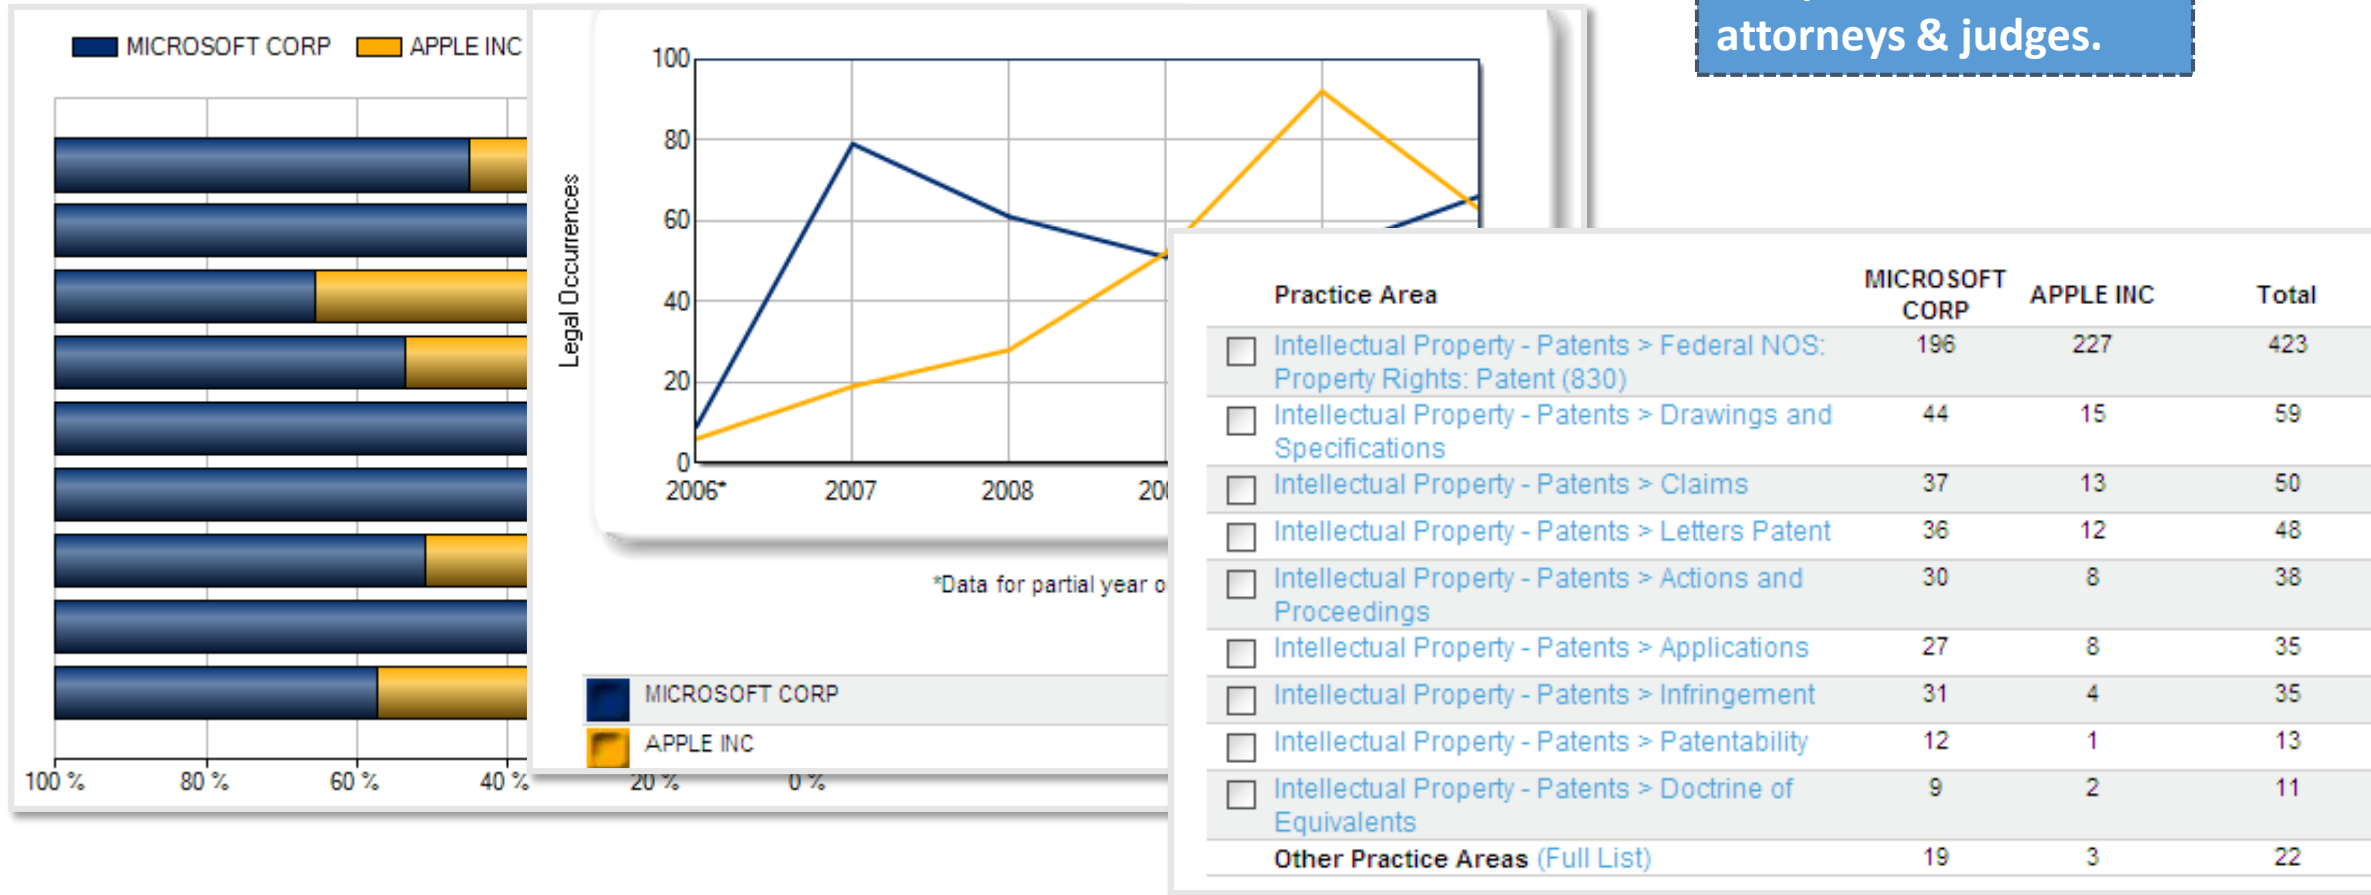 attorneys & judges.
MICROSOFT CORP APPLE INC
100 % 80 % 60 % 40 % 20 % 0 %
Legal Occurrences
100
80
60
40
20
0
2006* 2007 2008
*Data for partial year
MICROSOFT CORP
APPLE INC
Practice Area MICROSOFT CORP APPLE INC Total
Intellectual Property - Patents > Federal NOS: 196 227 423
Property Rights: Patent (830)
Intellectual Property - Patents > Drawings and 44 15 59
Specifications
Intellectual Property - Patents > Claims 37 13 50
Intellectual Property - Patents > Letters Patent 36 12 48
Intellectual Property - Patents > Actions and 30 8 38
Proceedings
Intellectual Property - Patents > Applications 27 8 35
Intellectual Property - Patents > Infringement 31 4 35
Intellectual Property - Patents > Patentability 12 1 13
Intellectual Property - Patents > Doctrine of 9 2 11
Equivalents
Other Practice Areas (Full List) 19 3 22